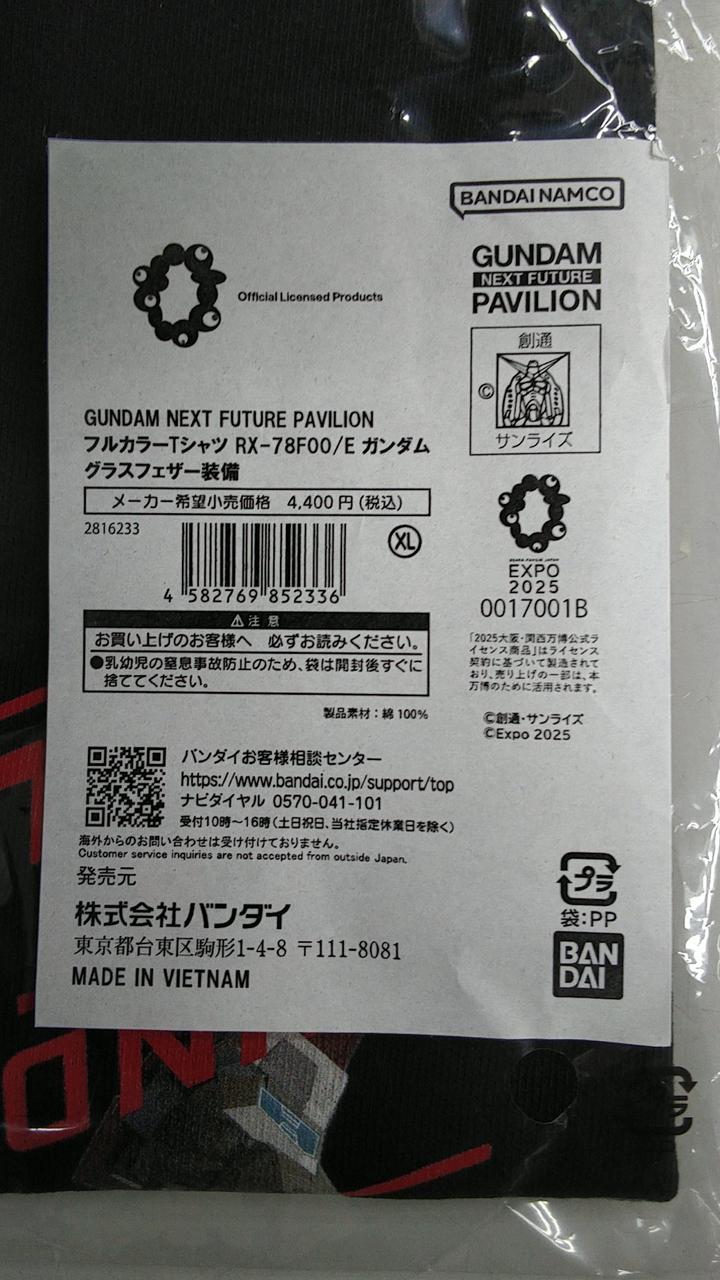 BANDAI NAMCO
GUNDAM
NEXT FUTURE
PAVILION
Official Licensed Products
創通
©
サンライズ
GUNDAM NEXT FUTURE PAVILION
フルカラーTシャツ RX-78F00/E ガンダム
グラスフェザー装備
メーカー希望小売価格 4,400円(税込)
2816233
XL
4 582769 852336
⚠注意
お買い上げのお客様へ 必ずお読みください。
●乳幼児の窒息事故防止のため、袋は開封後すぐに
捨ててください。
製品素材:綿 100%
OSAKA, KANSAI, JAPAN
EXPO
2025
0017001B
「2025大阪・関西万博公式ラ
イセンス商品」はライセンス
契約に基づいて製造されて
おり、売り上げの一部は、本
万博のために活用されます。
©創通・サンライズ
©Expo 2025
バンダイお客様相談センター
https://www.bandai.co.jp/support/top
ナビダイヤル 0570-041-101
受付10時~16時(土日祝日、当社指定休業日を除く)
海外からのお問い合わせは受け付けておりません。
Customer service inquiries are not accepted from outside Japan.
発売元
株式会社バンダイ
東京都台東区駒形1-4-8 〒111-8081
MADE IN VIETNAM
プラ
袋:PP
BAN
DAI